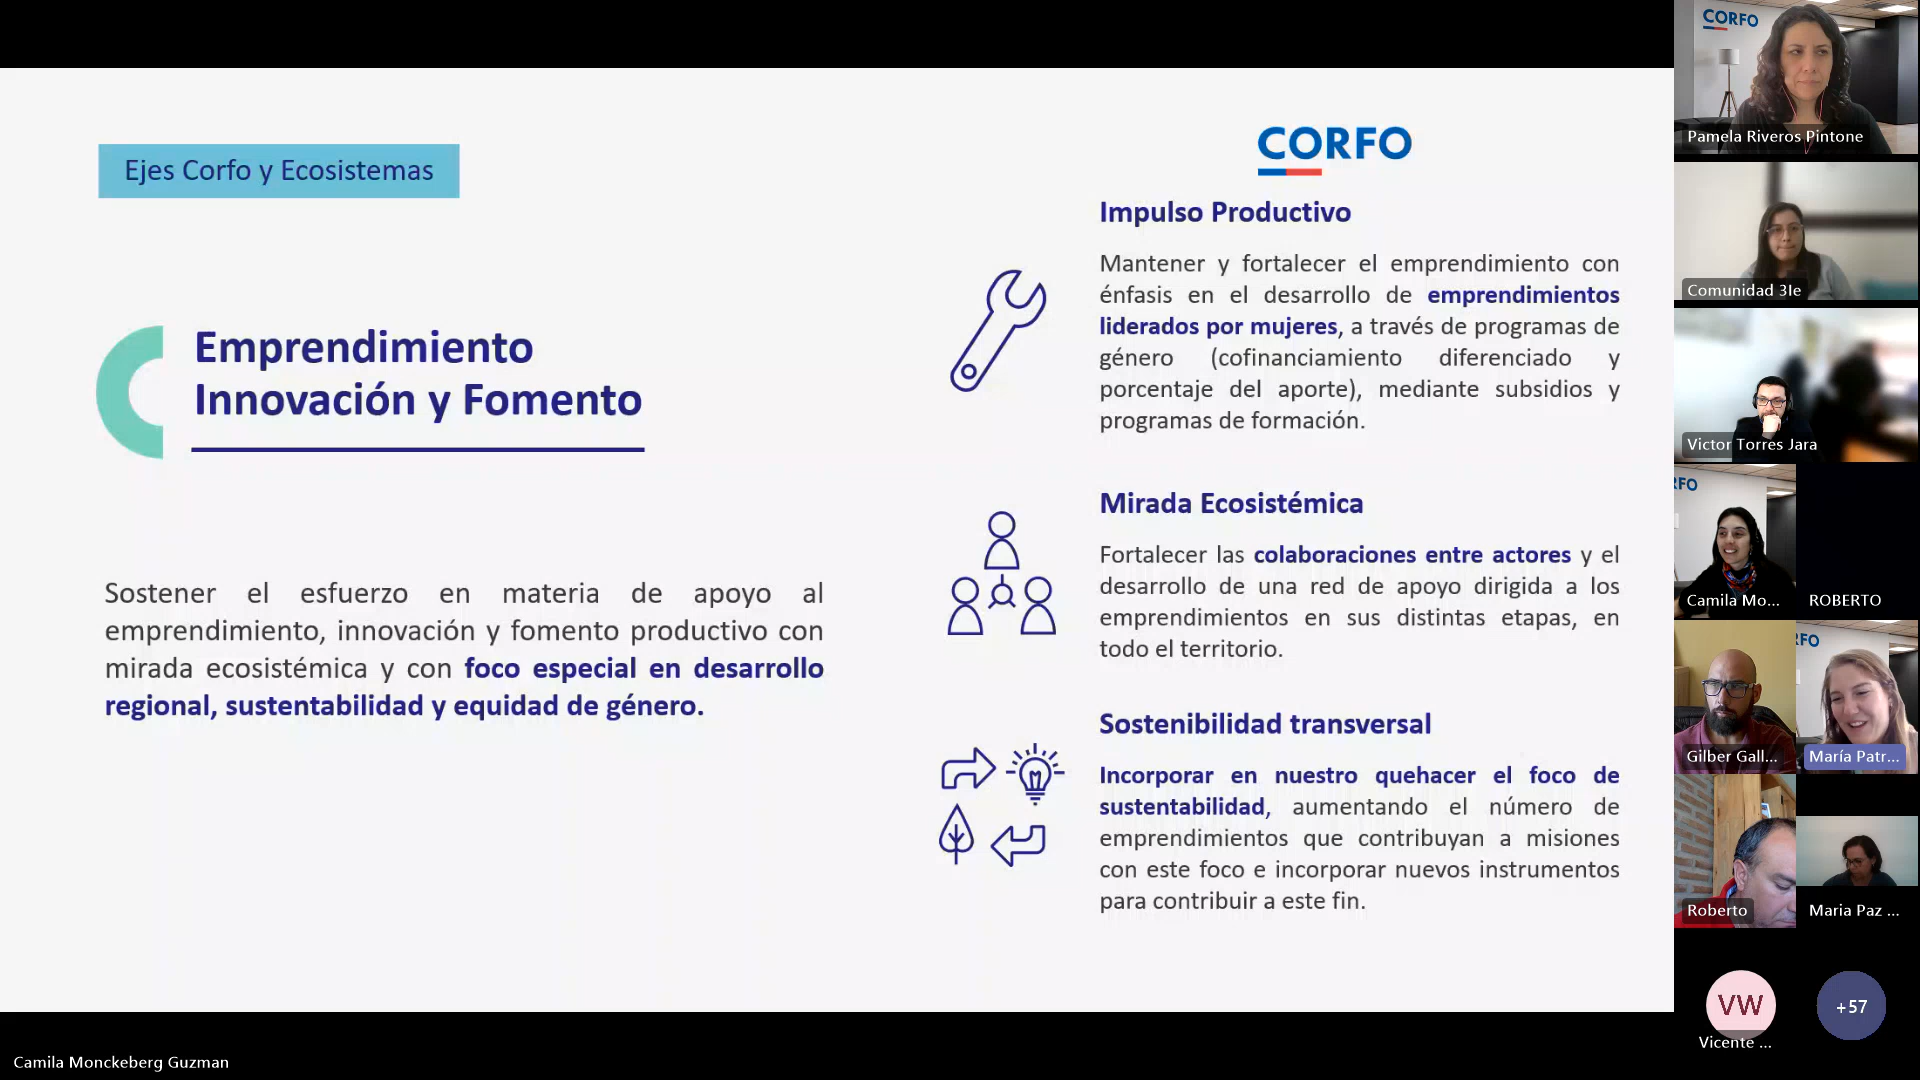 Ejes Corfo y Ecosistemas
Emprendimiento
Innovación y Fomento
Sostener el esfuerzo en materia de apoyo al
emprendimiento, innovación y fomento productivo con
mirada ecosistémica y con foco especial en desarrollo
regional, sustentabilidad y equidad de género.
CORFO
Impulso Productivo
Mantener y fortalecer el emprendimiento con
énfasis en el desarrollo de emprendimientos
liderados por mujeres, a través de programas de
género (cofinanciamiento diferenciado y
porcentaje del aporte), mediante subsidios y
programas de formación.
Mirada Ecosistémica
Fortalecer las colaboraciones entre actores y el
desarrollo de una red de apoyo dirigida a los
emprendimientos en sus distintas etapas, en
todo el territorio.
Sostenibilidad transversal
Incorporar en nuestro quehacer el foco de
sustentabilidad, aumentando el número de
emprendimientos que contribuyan a misiones
con este foco e incorporar nuevos instrumentos
para contribuir a este fin.
CORFO
Pamela Riveros Pintone
Comunidad 3Ie
Victor Torres Jara
RFO
Camila Mo...
ROBERTO
RFO
Gilber Gall...
María Patr...
Roberto
Maria Paz ...
VW
+57
Vicente ...
Camila Monckeberg Guzman